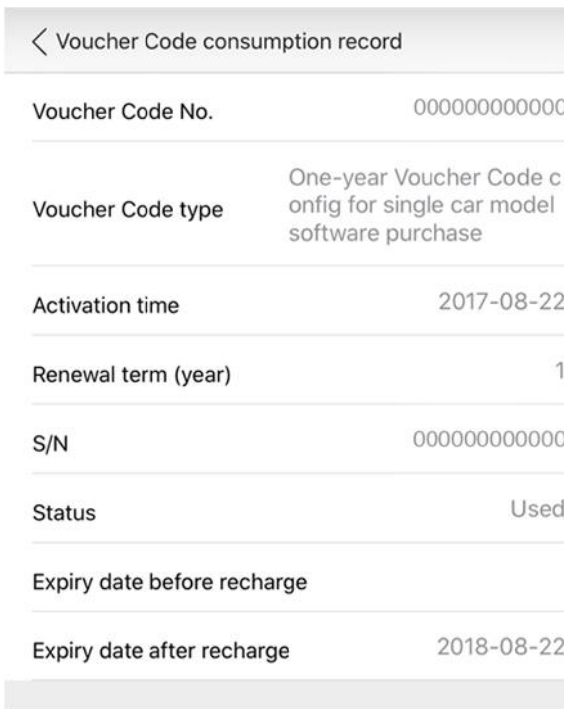 Voucher Code consumption record
Voucher Code No. 000000000000
One-year Voucher Code c
Voucher Code type onfig for single car model
software purchase
Activation time 2017-08-22
Renewal term (year) 1
S/N 000000000000
Status Used
Expiry date before recharge
Expiry date after recharge 2018-08-22